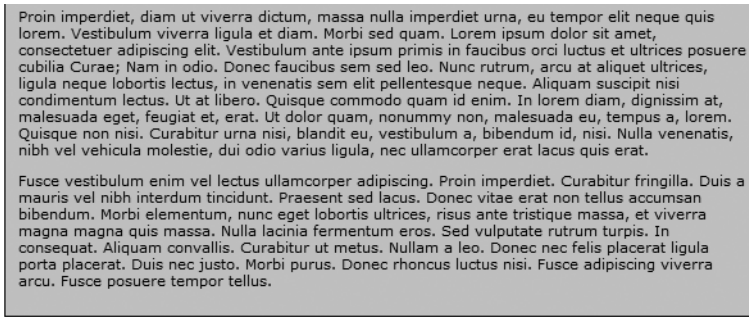 Proin imperdiet, diam ut viverra dictum, massa nulla imperdiet urna, eu tempor elit neque quis
lorem. Vestibulum viverra ligula et diam. Morbi sed quam. Lorem ipsum dolor sit amet,
consectetuer adipiscing elit. Vestibulum ante ipsum primis in faucibus orci luctus et ultrices posuere
cubilia Curae; Nam in odio. Donec faucibus sem sed leo. Nunc rutrum, arcu at aliquet ultrices,
ligula neque lobortis lectus, in venenatis sem elit pellentesque neque. Aliquam suscipit nisi
condimentum lectus. Ut at libero. Quisque commodo quam id enim. In lorem diam, dignissim at,
malesuada eget, feugiat et, erat. Ut dolor quam, nonummy non, malesuada eu, tempus a, lorem.
Quisque non nisi. Curabitur urna nisi, blandit eu, vestibulum a, bibendum id, nisi. Nulla venenatis,
nibh vel vehicula molestie, dui odio varius ligula, nec ullamcorper erat lacus quis erat.
Fusce vestibulum enim vel lectus ullamcorper adipiscing. Proin imperdiet. Curabitur fringilla. Duis a
mauris vel nibh interdum tincidunt. Praesent sed lacus. Donec vitae erat non tellus accumsan
bibendum. Morbi elementum, nunc eget lobortis ultrices, risus ante tristique massa, et viverra
magna magna quis massa. Nulla lacinia fermentum eros. Sed vulputate rutrum turpis. In
consequat. Aliquam convallis. Curabitur ut metus. Nullam a leo. Donec nec felis placerat ligula
porta placerat. Duis nec justo. Morbi purus. Donec rhoncus luctus nisi. Fusce adipiscing viverra
arcu. Fusce posuere tempor tellus.